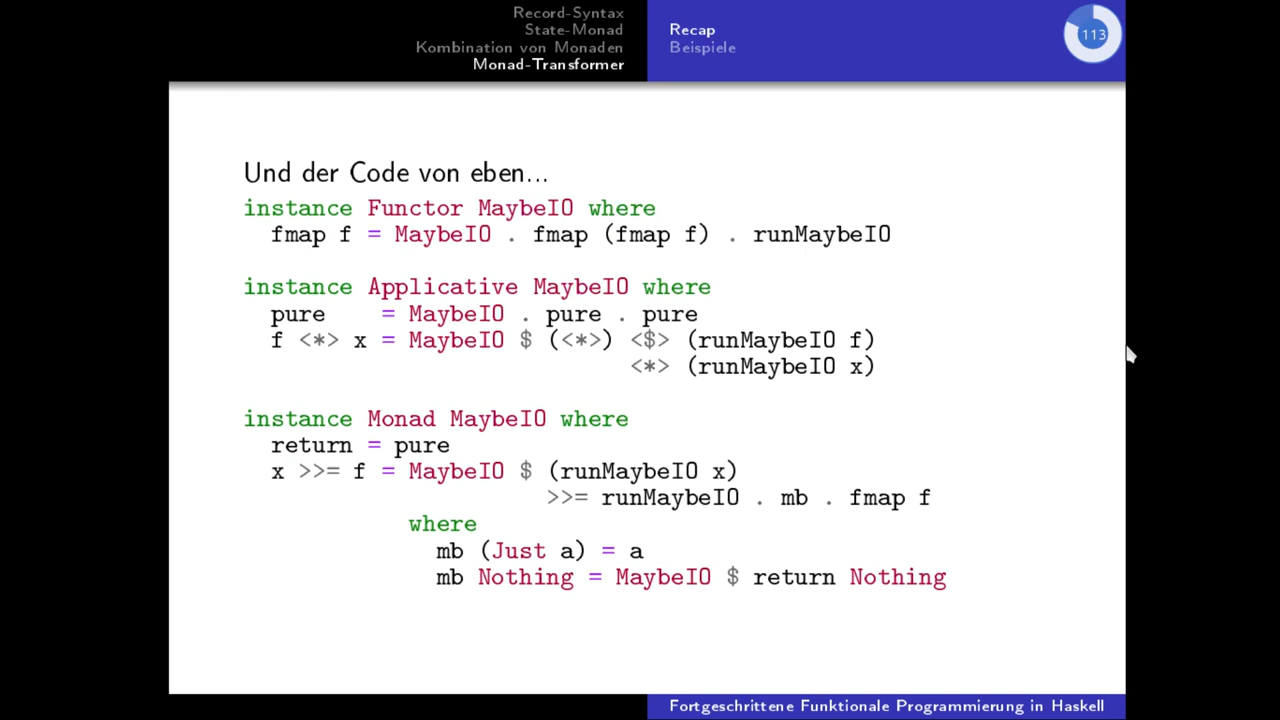 Record-Syntax
State-Monad
Kombination von Monaden
Monad-Transformer
Recap
Beispiele
113
Und der Code von eben...
instance Functor MaybeIO where
  fmap f = MaybeIO . fmap (fmap f) . runMaybeIO
instance Applicative MaybeIO where
  pure    = MaybeIO . pure . pure
  f <*> x = MaybeIO $ (<*>) <$> (runMaybeIO f)
                            <*> (runMaybeIO x)
instance Monad MaybeIO where
  return = pure
  x >>= f = MaybeIO $ (runMaybeIO x)
                      >>= runMaybeIO . mb . fmap f
            where
              mb (Just a) = a
              mb Nothing = MaybeIO $ return Nothing
Fortgeschrittene Funktionale Programmierung in Haskell